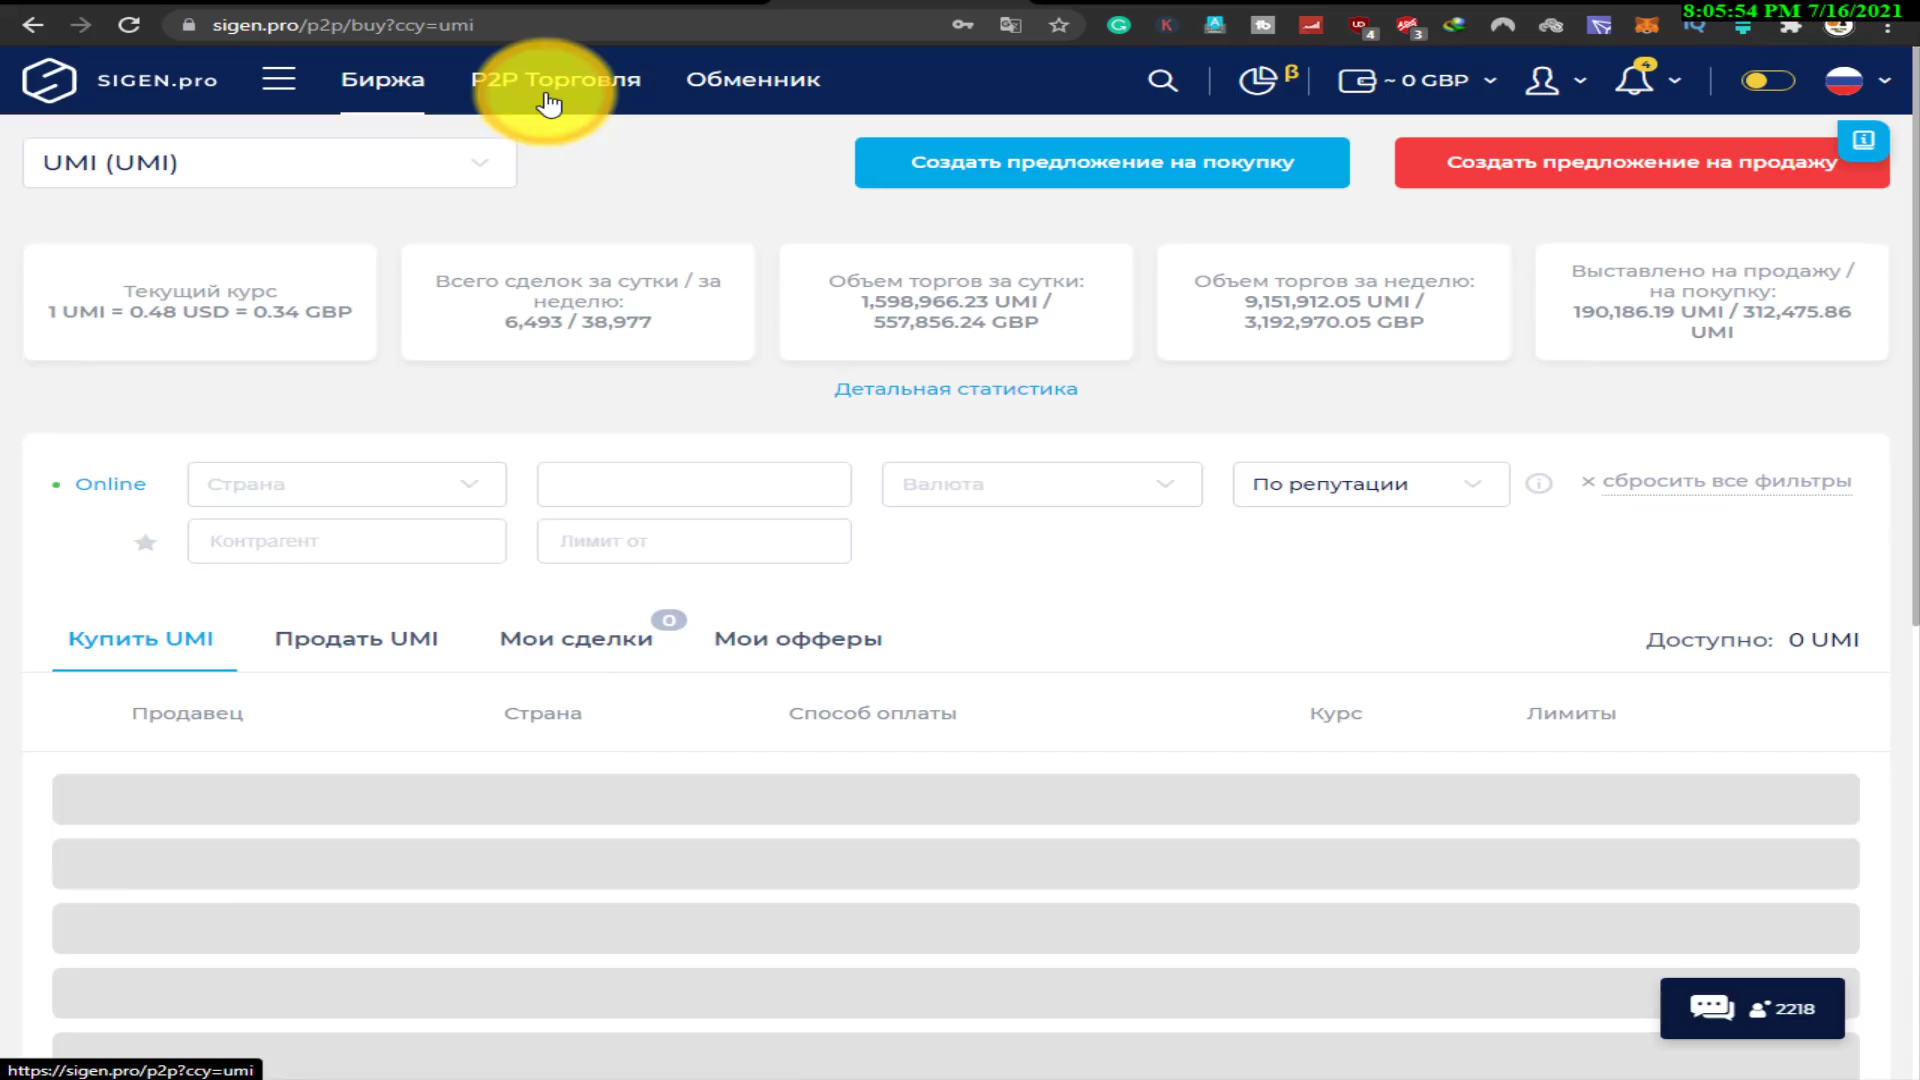 8:05:54 PM 7/16/2021
sigen.pro/p2p/buy?ccy=umi
4
3
SIGEN.pro
Биржа
P2P Торговля
Обменник
β
~ 0 GBP
4
UMI (UMI)
Создать предложение на покупку
Создать предложение на продажу
Текущий курс
1 UMI = 0.48 USD = 0.34 GBP
Всего сделок за сутки / за
неделю:
6,493 / 38,977
Объем торгов за сутки:
1,598,966.23 UMI /
557,856.24 GBP
Объем торгов за неделю:
9,151,912.05 UMI /
3,192,970.05 GBP
Выставлено на продажу /
на покупку:
190,186.19 UMI / 312,475.86
UMI
Детальная статистика
Online
Страна
Валюта
По репутации
× сбросить все фильтры
Контрагент
Лимит от
Купить UMI
Продать UMI
Мои сделки
0
Мои офферы
Доступно: 0 UMI
Продавец
Страна
Способ оплаты
Курс
Лимиты
2218
https://sigen.pro/p2p?ccy=umi